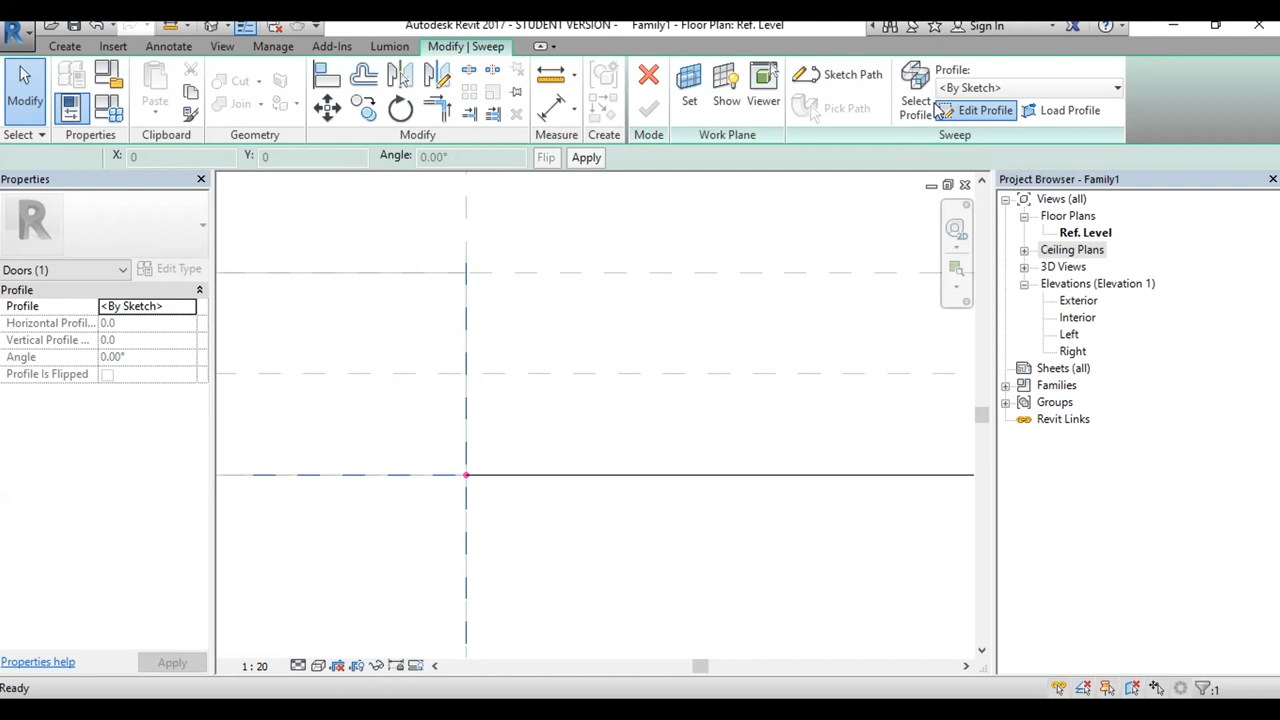 Autodesk Revit 2017 - STUDENT VERSION - Family1 - Floor Plan: Ref. Level
Sign In
Create Insert Annotate View Manage Add-Ins Lumion Modify | Sweep
Modify
Paste
Cut
Join
Set Show Viewer
Sketch Path
Pick Path
Select Profile
Profile:
<By Sketch>
Edit Profile
Load Profile
Select Properties Clipboard Geometry Modify Measure Create Mode Work Plane Sweep
X: 0 Y: 0 Angle: 0.00° Flip Apply
Properties
Doors (1) Edit Type
Profile
Profile <By Sketch>
Horizontal Profil... 0.0
Vertical Profile ... 0.0
Angle 0.00°
Profile Is Flipped
Properties help Apply
2D
Project Browser - Family1
Views (all)
Floor Plans
Ref. Level
Ceiling Plans
3D Views
Elevations (Elevation 1)
Exterior
Interior
Left
Right
Sheets (all)
Families
Groups
Revit Links
1 : 20
Ready
:1